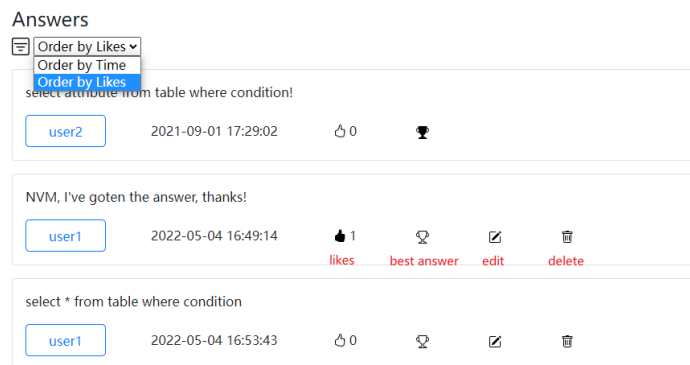 Answers
Order by Likes
Order by Time
Order by Likes
select attribute from table where condition!
user2 2021-09-01 17:29:02 0
NVM, I've goten the answer, thanks!
user1 2022-05-04 16:49:14 1
likes best answer edit delete
select * from table where condition
user1 2022-05-04 16:53:43 0